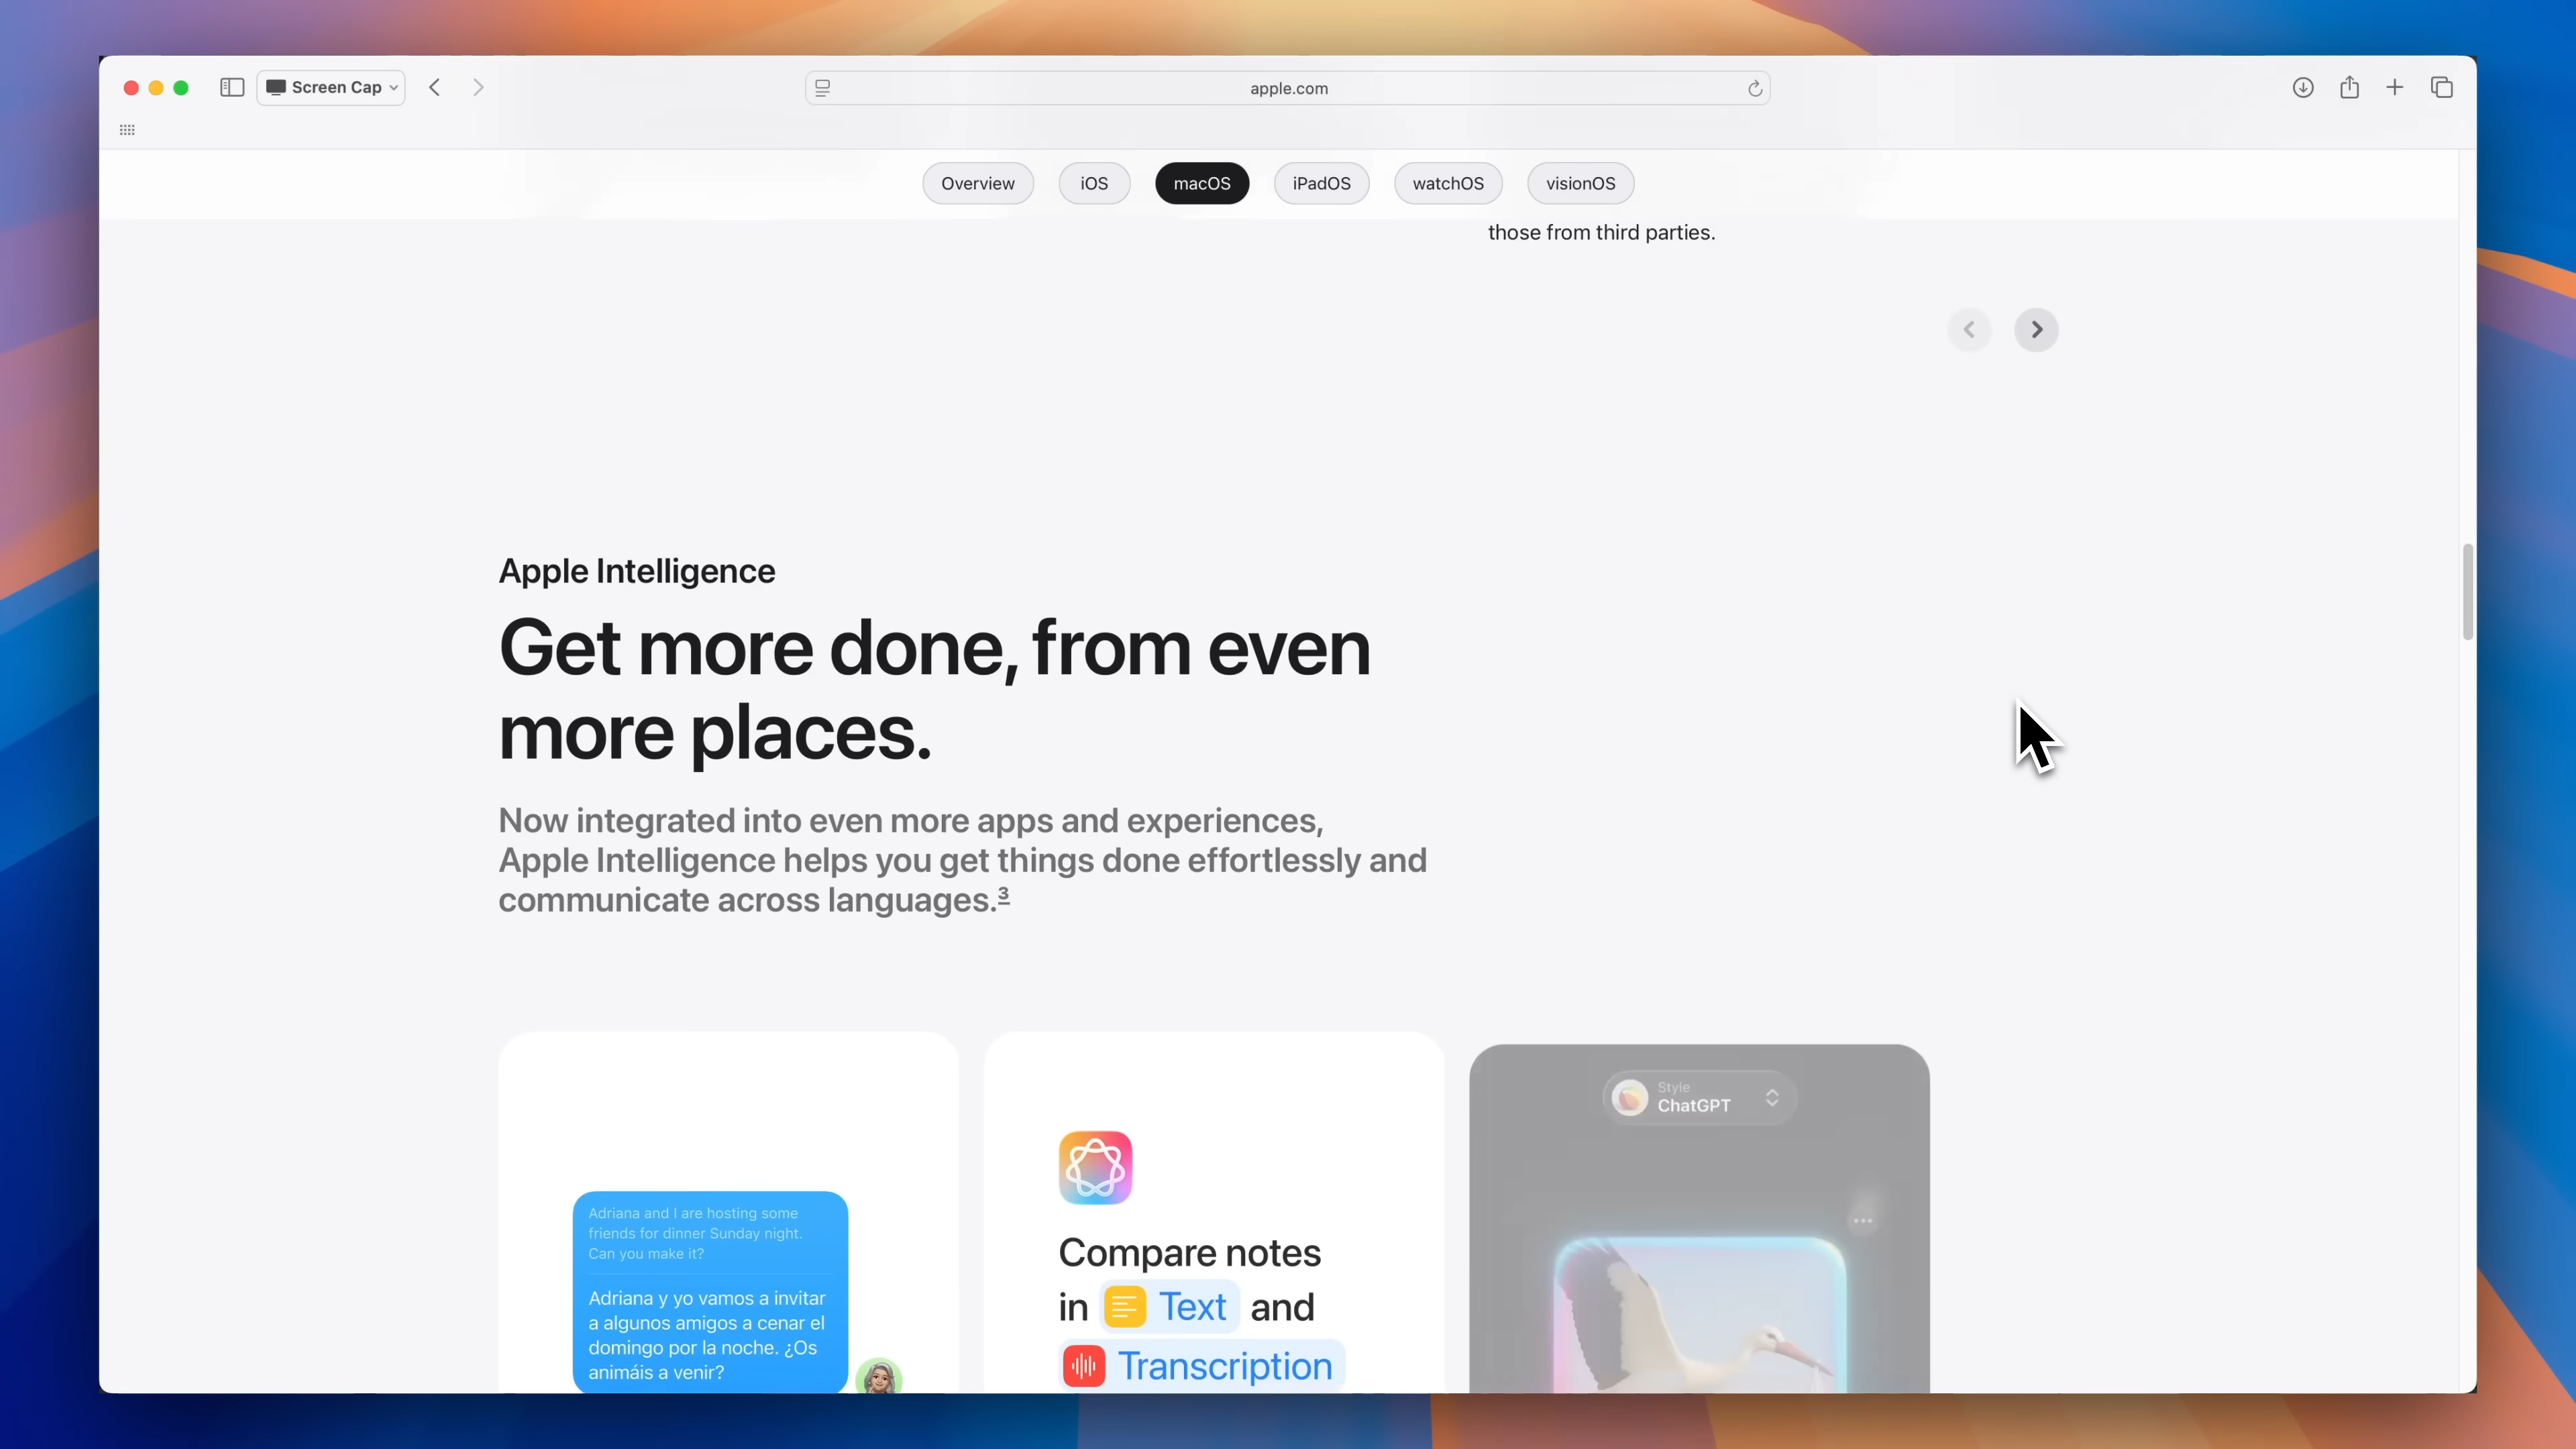 Screen Cap
apple.com
Overview
iOS
macOS
iPadOS
watchOS
visionOS
those from third parties.
Apple Intelligence
Get more done, from even
more places.
Now integrated into even more apps and experiences,
Apple Intelligence helps you get things done effortlessly and
communicate across languages.³
Adriana and I are hosting some
friends for dinner Sunday night.
Can you make it?
Adriana y yo vamos a invitar
a algunos amigos a cenar el
domingo por la noche. ¿Os
animáis a venir?
Compare notes
in Text and
Transcription
Style
ChatGPT